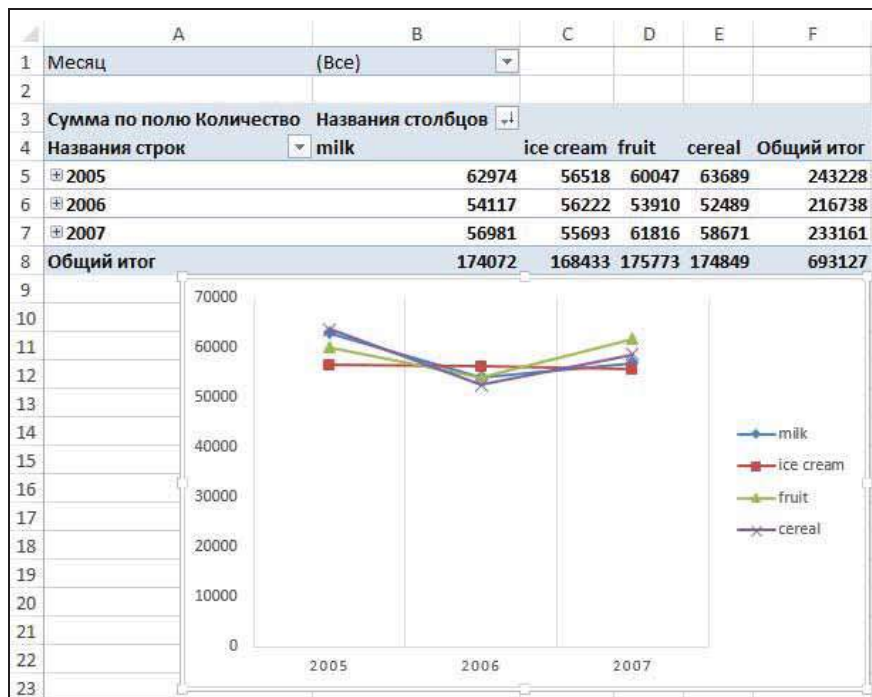 A B C D E F
1 Месяц (Все)
2
3 Сумма по полю Количество Названия столбцов
4 Названия строк milk ice cream fruit cereal Общий итог
5 2005 62974 56518 60047 63689 243228
6 2006 54117 56222 53910 52489 216738
7 2007 56981 55693 61816 58671 233161
8 Общий итог 174072 168433 175773 174849 693127
9
10
11
12
13
14
15
16
17
18
19
20
21
22
23
70000
60000
50000
40000
30000
20000
10000
0
2005 2006 2007
milk
ice cream
fruit
cereal